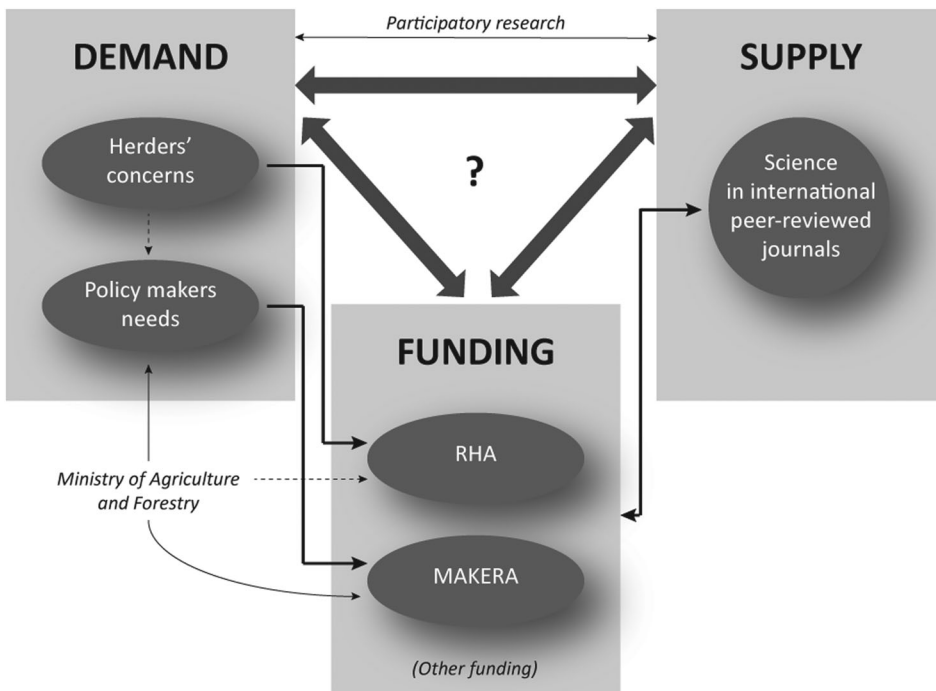 Participatory research
DEMAND
SUPPLY
Herders’
concerns
?
Science
in international
peer-reviewed
journals
Policy makers
needs
FUNDING
RHA
Ministry of Agriculture
and Forestry
MAKERA
(Other funding)